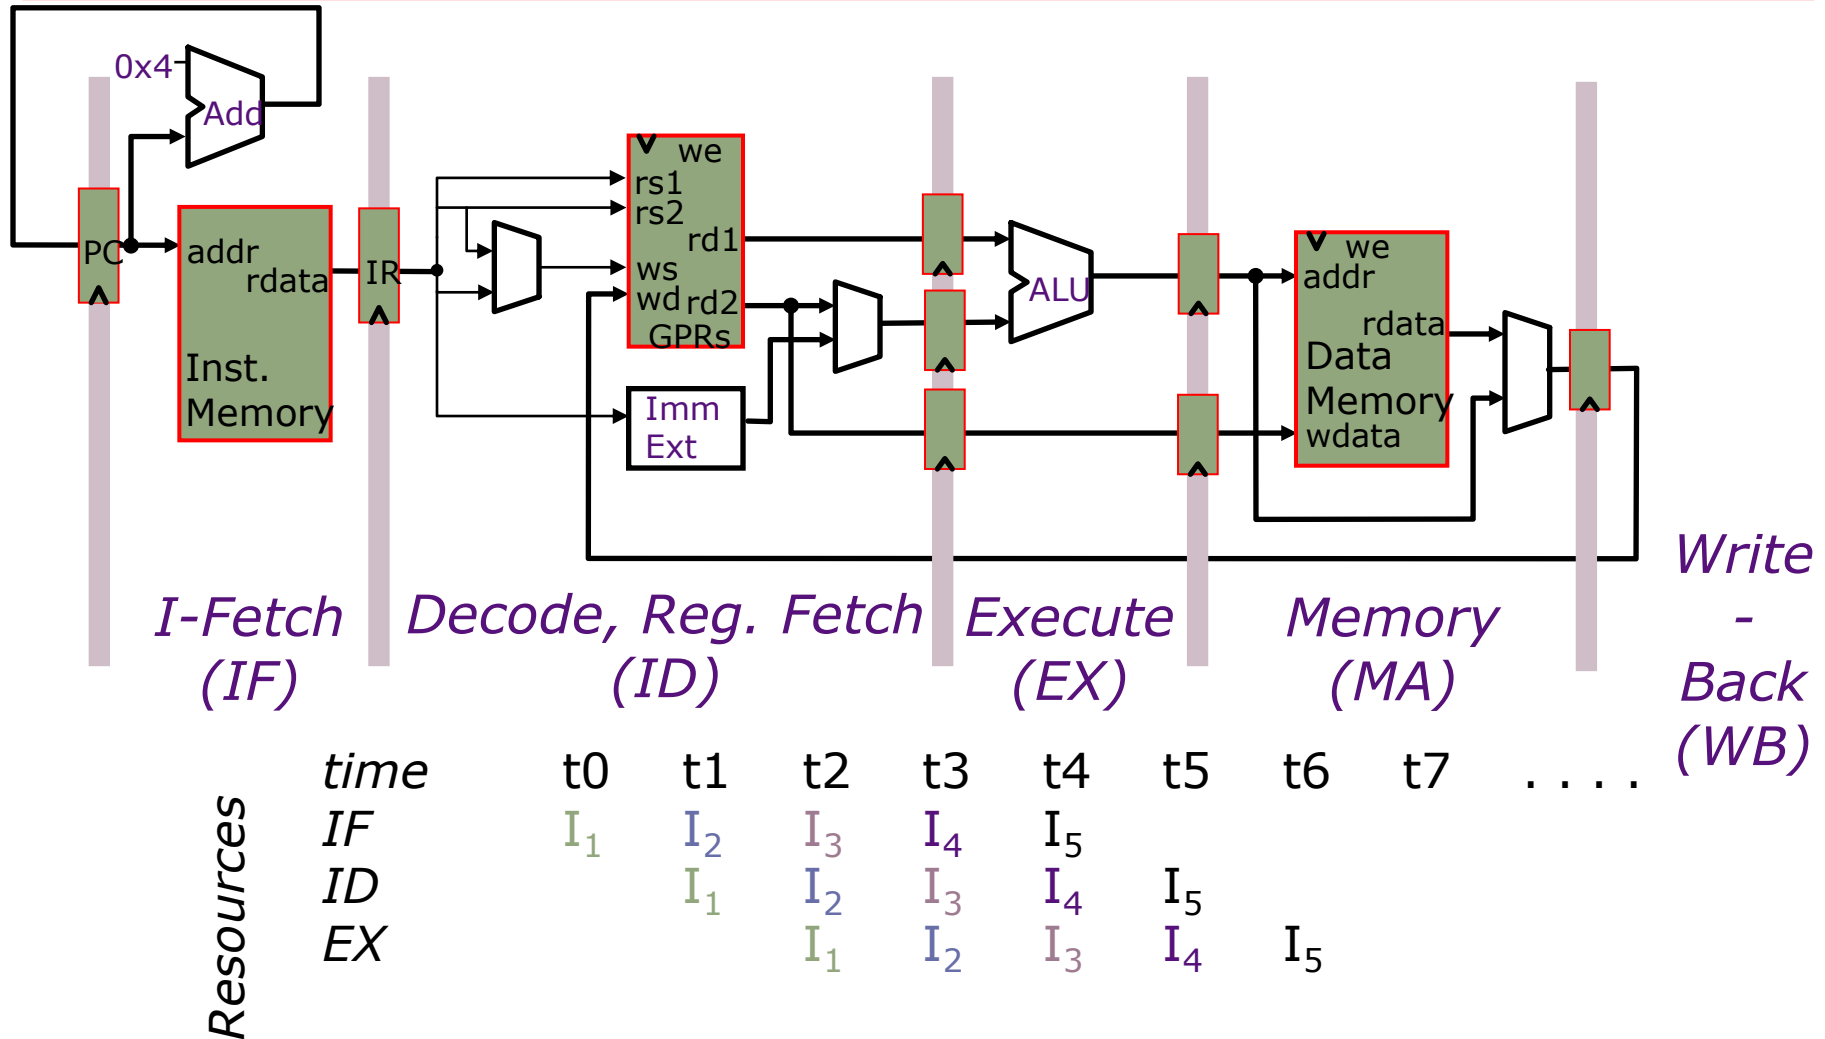 0x4
Add
PC
addr
rdata
Inst.
Memory
IR
we
rs1
rs2
rd1
ws
wd rd2
GPRs
Imm
Ext
ALU
we
addr
rdata
Data
Memory
wdata
I-Fetch
(IF)
Decode, Reg. Fetch
(ID)
Execute
(EX)
Memory
(MA)
Write
-
Back
(WB)
Resources
time t0 t1 t2 t3 t4 t5 t6 t7 . . . .
IF I1 I2 I3 I4 I5
ID I1 I2 I3 I4 I5
EX I1 I2 I3 I4 I5